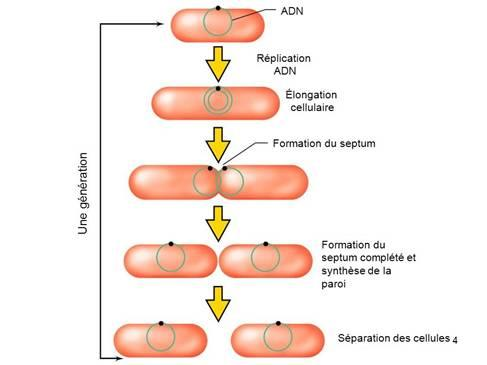 ADN
Réplication
ADN
Élongation
cellulaire
Formation du septum
Une génération
Formation du
septum complété et
synthèse de la
paroi
Séparation des cellules 4